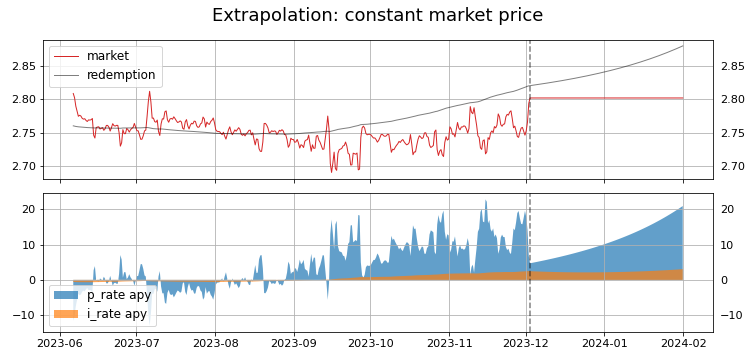 Extrapolation: constant market price
2.85 2.85
2.80 2.80
2.75 2.75
2.70 2.70
market
redemption
20 20
10 10
0 0
−10 −10
p_rate apy
i_rate apy
2023-06 2023-07 2023-08 2023-09 2023-10 2023-11 2023-12 2024-01 2024-02